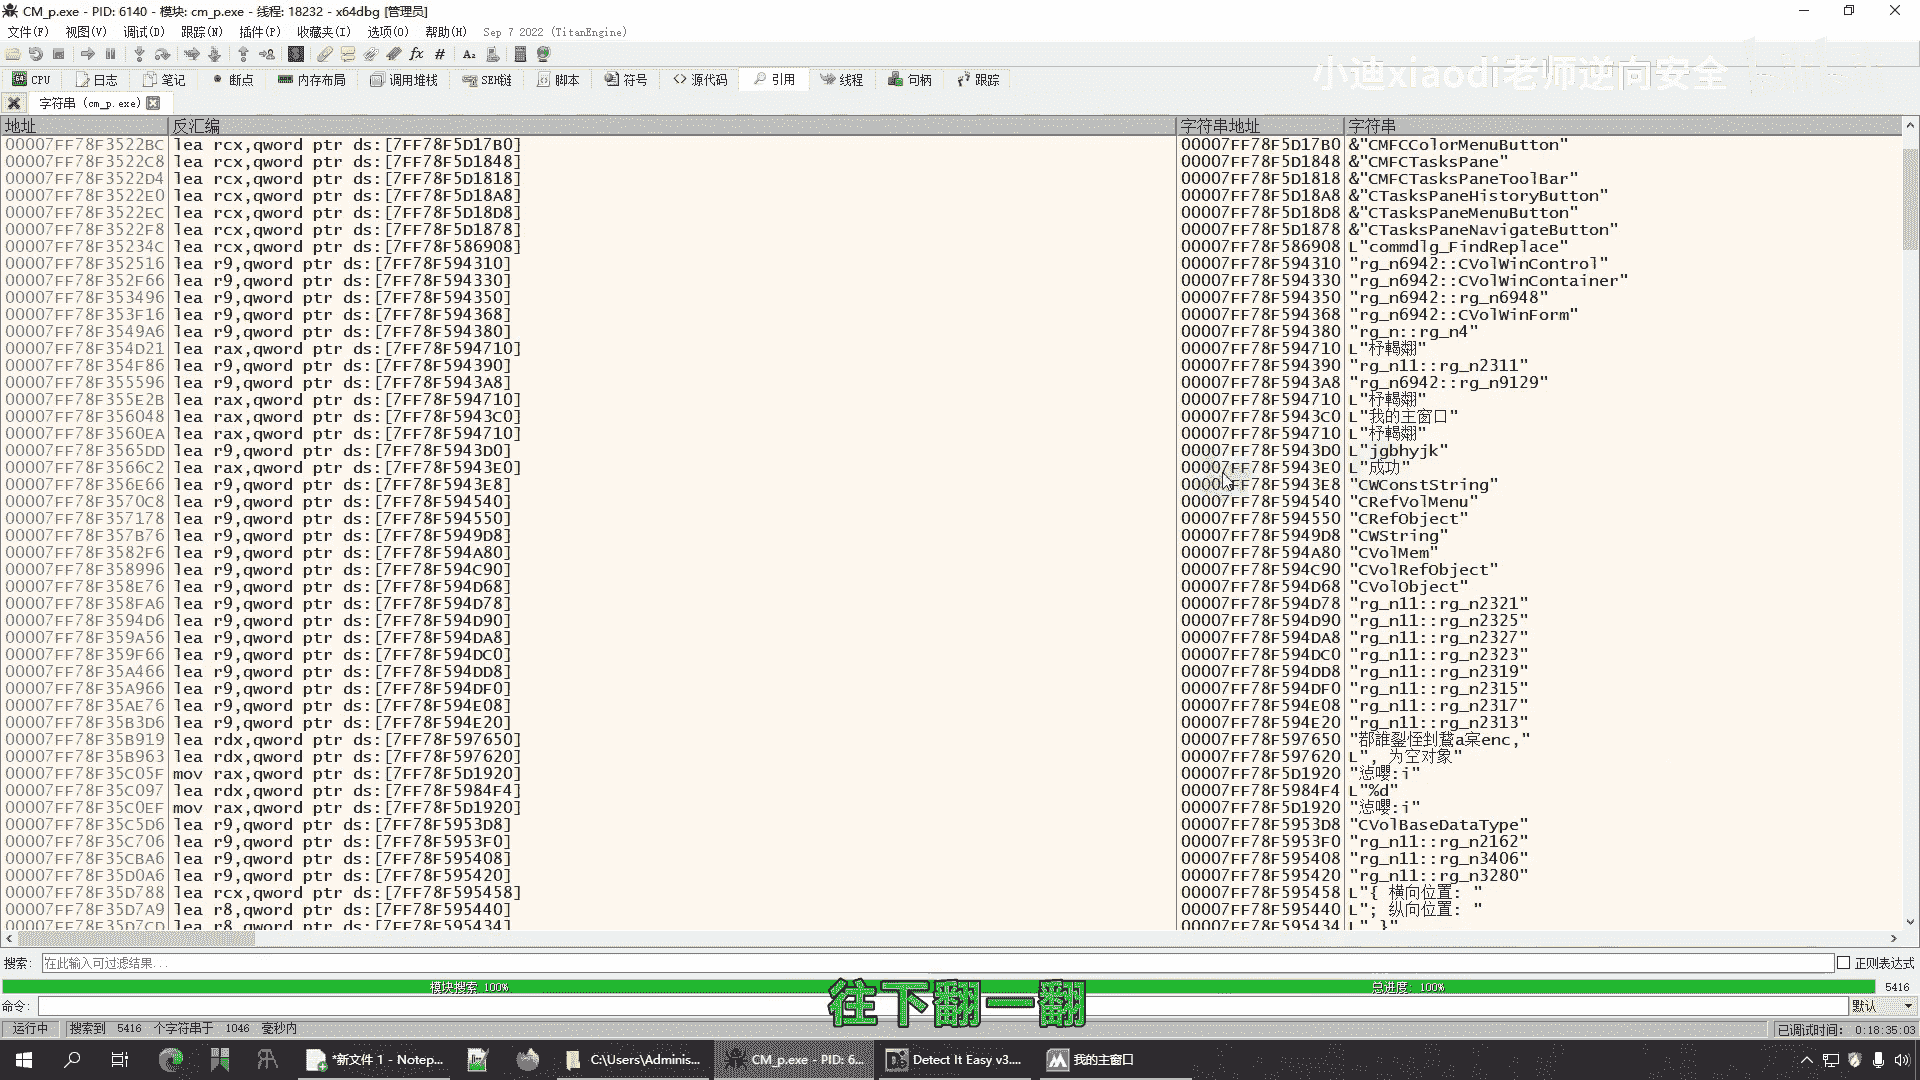 CM_p.exe - PID: 6140 - 模块: cm_p.exe - 线程: 18232 - x64dbg [管理员]
文件(F) 视图(V) 调试(D) 跟踪(N) 插件(P) 收藏夹(I) 选项(O) 帮助(H) Sep 7 2022 (TitanEngine)
小迪xiaodi老师逆向安全
CPU 日志 笔记 断点 内存布局 调用堆栈 SEH链 脚本 符号 源代码 引用 线程 句柄 跟踪
字符串 (cm_p.exe)
地址 反汇编 字符串地址 字符串
00007FF78F3522BC lea rcx,qword ptr ds:[7FF78F5D17B0] 00007FF78F5D17B0 &"CMFCColorMenuButton"
00007FF78F3522C8 lea rcx,qword ptr ds:[7FF78F5D1848] 00007FF78F5D1848 &"CMFCTasksPane"
00007FF78F3522D4 lea rcx,qword ptr ds:[7FF78F5D1818] 00007FF78F5D1818 &"CMFCTasksPaneToolBar"
00007FF78F3522E0 lea rcx,qword ptr ds:[7FF78F5D18A8] 00007FF78F5D18A8 &"CTasksPaneHistoryButton"
00007FF78F3522EC lea rcx,qword ptr ds:[7FF78F5D18D8] 00007FF78F5D18D8 &"CTasksPaneMenuButton"
00007FF78F3522F8 lea rcx,qword ptr ds:[7FF78F5D1878] 00007FF78F5D1878 &"CTasksPaneNavigateButton"
00007FF78F35234C lea rcx,qword ptr ds:[7FF78F586908] 00007FF78F586908 L"commdlg_FindReplace"
00007FF78F352516 lea r9,qword ptr ds:[7FF78F594310] 00007FF78F594310 "rg_n6942::CVolWinControl"
00007FF78F352F66 lea r9,qword ptr ds:[7FF78F594330] 00007FF78F594330 "rg_n6942::CVolWinContainer"
00007FF78F353496 lea r9,qword ptr ds:[7FF78F594350] 00007FF78F594350 "rg_n6942::rg_n6948"
00007FF78F353F16 lea r9,qword ptr ds:[7FF78F594368] 00007FF78F594368 "rg_n6942::CVolWinForm"
00007FF78F3549A6 lea r9,qword ptr ds:[7FF78F594380] 00007FF78F594380 "rg_n::rg_n4"
00007FF78F354D21 lea rax,qword ptr ds:[7FF78F594710] 00007FF78F594710 L"
00007FF78F354F86 lea r9,qword ptr ds:[7FF78F594390] 00007FF78F594390 "rg_n11::rg_n2311"
00007FF78F355596 lea r9,qword ptr ds:[7FF78F5943A8] 00007FF78F5943A8 "rg_n6942::rg_n9129"
00007FF78F355E2B lea rax,qword ptr ds:[7FF78F594710] 00007FF78F594710 L"
00007FF78F356048 lea rax,qword ptr ds:[7FF78F5943C0] 00007FF78F5943C0 L"我的主窗口"
00007FF78F3560EA lea rax,qword ptr ds:[7FF78F594710] 00007FF78F594710 L"
00007FF78F3565DD lea r9,qword ptr ds:[7FF78F5943D0] 00007FF78F5943D0 L"jgbhyjk"
00007FF78F3566C2 lea rax,qword ptr ds:[7FF78F5943E0] 00007FF78F5943E0 L"成功"
00007FF78F356E66 lea r9,qword ptr ds:[7FF78F5943E8] 00007FF78F5943E8 "CWConstString"
00007FF78F3570C8 lea r9,qword ptr ds:[7FF78F594540] 00007FF78F594540 "CRefVolMenu"
00007FF78F357178 lea r9,qword ptr ds:[7FF78F594550] 00007FF78F594550 "CRefObject"
00007FF78F357B76 lea r9,qword ptr ds:[7FF78F5949D8] 00007FF78F5949D8 "CWString"
00007FF78F3582F6 lea r9,qword ptr ds:[7FF78F594A80] 00007FF78F594A80 "CVolMem"
00007FF78F358996 lea r9,qword ptr ds:[7FF78F594C90] 00007FF78F594C90 "CVolRefObject"
00007FF78F358E76 lea r9,qword ptr ds:[7FF78F594D68] 00007FF78F594D68 "CVolObject"
00007FF78F358FA6 lea r9,qword ptr ds:[7FF78F594D78] 00007FF78F594D78 "rg_n11::rg_n2321"
00007FF78F3594D6 lea r9,qword ptr ds:[7FF78F594D90] 00007FF78F594D90 "rg_n11::rg_n2325"
00007FF78F359A56 lea r9,qword ptr ds:[7FF78F594DA8] 00007FF78F594DA8 "rg_n11::rg_n2327"
00007FF78F359F66 lea r9,qword ptr ds:[7FF78F594DC0] 00007FF78F594DC0 "rg_n11::rg_n2323"
00007FF78F35A466 lea r9,qword ptr ds:[7FF78F594DD8] 00007FF78F594DD8 "rg_n11::rg_n2319"
00007FF78F35A966 lea r9,qword ptr ds:[7FF78F594DF0] 00007FF78F594DF0 "rg_n11::rg_n2315"
00007FF78F35AE76 lea r9,qword ptr ds:[7FF78F594E08] 00007FF78F594E08 "rg_n11::rg_n2317"
00007FF78F35B3D6 lea r9,qword ptr ds:[7FF78F594E20] 00007FF78F594E20 "rg_n11::rg_n2313"
00007FF78F35B919 lea rdx,qword ptr ds:[7FF78F597650] 00007FF78F597650
00007FF78F35B963 lea rdx,qword ptr ds:[7FF78F597620] 00007FF78F597620 L", 为空对象"
00007FF78F35C05F mov rax,qword ptr ds:[7FF78F5D1920] 00007FF78F5D1920
00007FF78F35C097 lea rdx,qword ptr ds:[7FF78F5984F4] 00007FF78F5984F4 L"%d"
00007FF78F35C0EF mov rax,qword ptr ds:[7FF78F5D1920] 00007FF78F5D1920
00007FF78F35C5D6 lea r9,qword ptr ds:[7FF78F5953D8] 00007FF78F5953D8 "CVolBaseDataType"
00007FF78F35C706 lea r9,qword ptr ds:[7FF78F5953F0] 00007FF78F5953F0 "rg_n11::rg_n2162"
00007FF78F35CBA6 lea r9,qword ptr ds:[7FF78F595408] 00007FF78F595408 "rg_n11::rg_n3406"
00007FF78F35D0A6 lea r9,qword ptr ds:[7FF78F595420] 00007FF78F595420 "rg_n11::rg_n3280"
00007FF78F35D788 lea rcx,qword ptr ds:[7FF78F595458] 00007FF78F595458 L"{ 横向位置: "
00007FF78F35D7A9 lea r8,qword ptr ds:[7FF78F595440] 00007FF78F595440 L"; 纵向位置: "
00007FF78F35D7CD lea r8,qword ptr ds:[7FF78F595434] 00007FF78F595434 L" }"
搜索: 在此输入可过滤结果... 正则表达式
模块搜索 100% 总进度: 100% 5416
往下翻一翻
命令: 默认
运行中 搜索到 5416 个字符串于 1046 毫秒内 已调试时间: 0:18:35:03
*新文件 1 - Notep... C:\Users\Adminis... CM_p.exe - PID: 6... Detect It Easy v3.... 我的主窗口